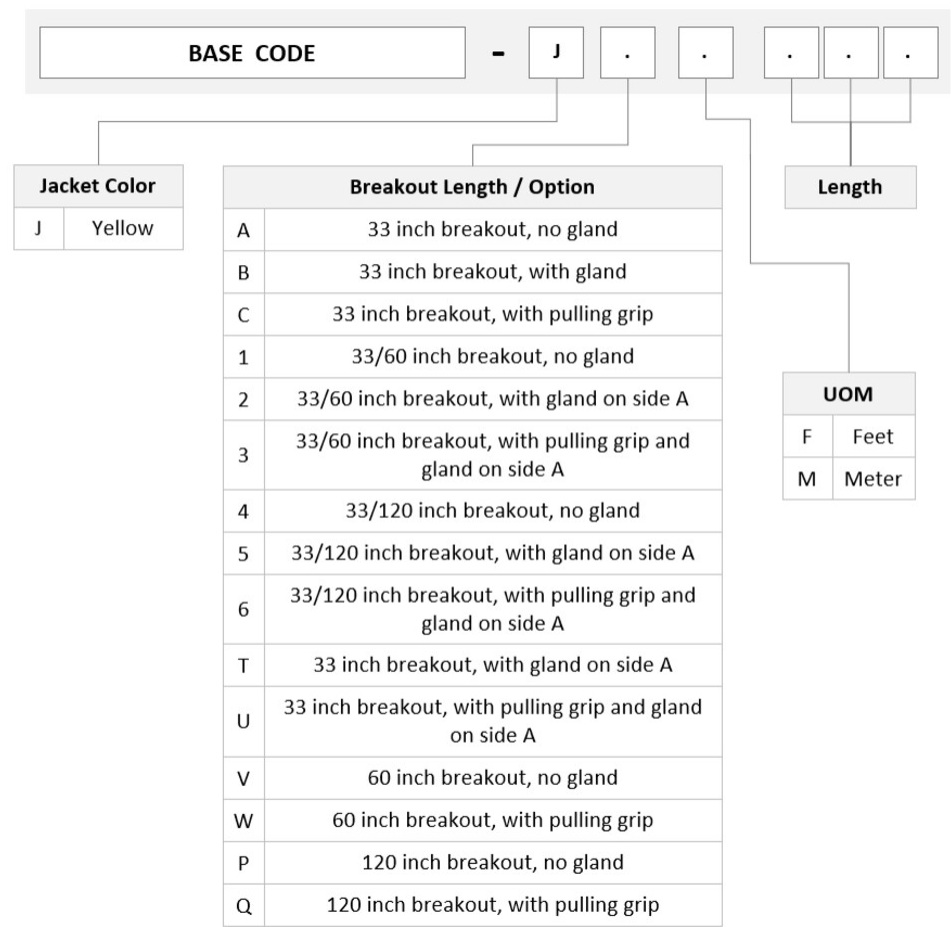 BASE CODE - J . . . . .
Jacket Color
J Yellow
Breakout Length / Option
A 33 inch breakout, no gland
B 33 inch breakout, with gland
C 33 inch breakout, with pulling grip
1 33/60 inch breakout, no gland
2 33/60 inch breakout, with gland on side A
3 33/60 inch breakout, with pulling grip and
gland on side A
4 33/120 inch breakout, no gland
5 33/120 inch breakout, with gland on side A
6 33/120 inch breakout, with pulling grip and
gland on side A
T 33 inch breakout, with gland on side A
U 33 inch breakout, with pulling grip and gland
on side A
V 60 inch breakout, no gland
W 60 inch breakout, with pulling grip
P 120 inch breakout, no gland
Q 120 inch breakout, with pulling grip
Length
UOM
F Feet
M Meter